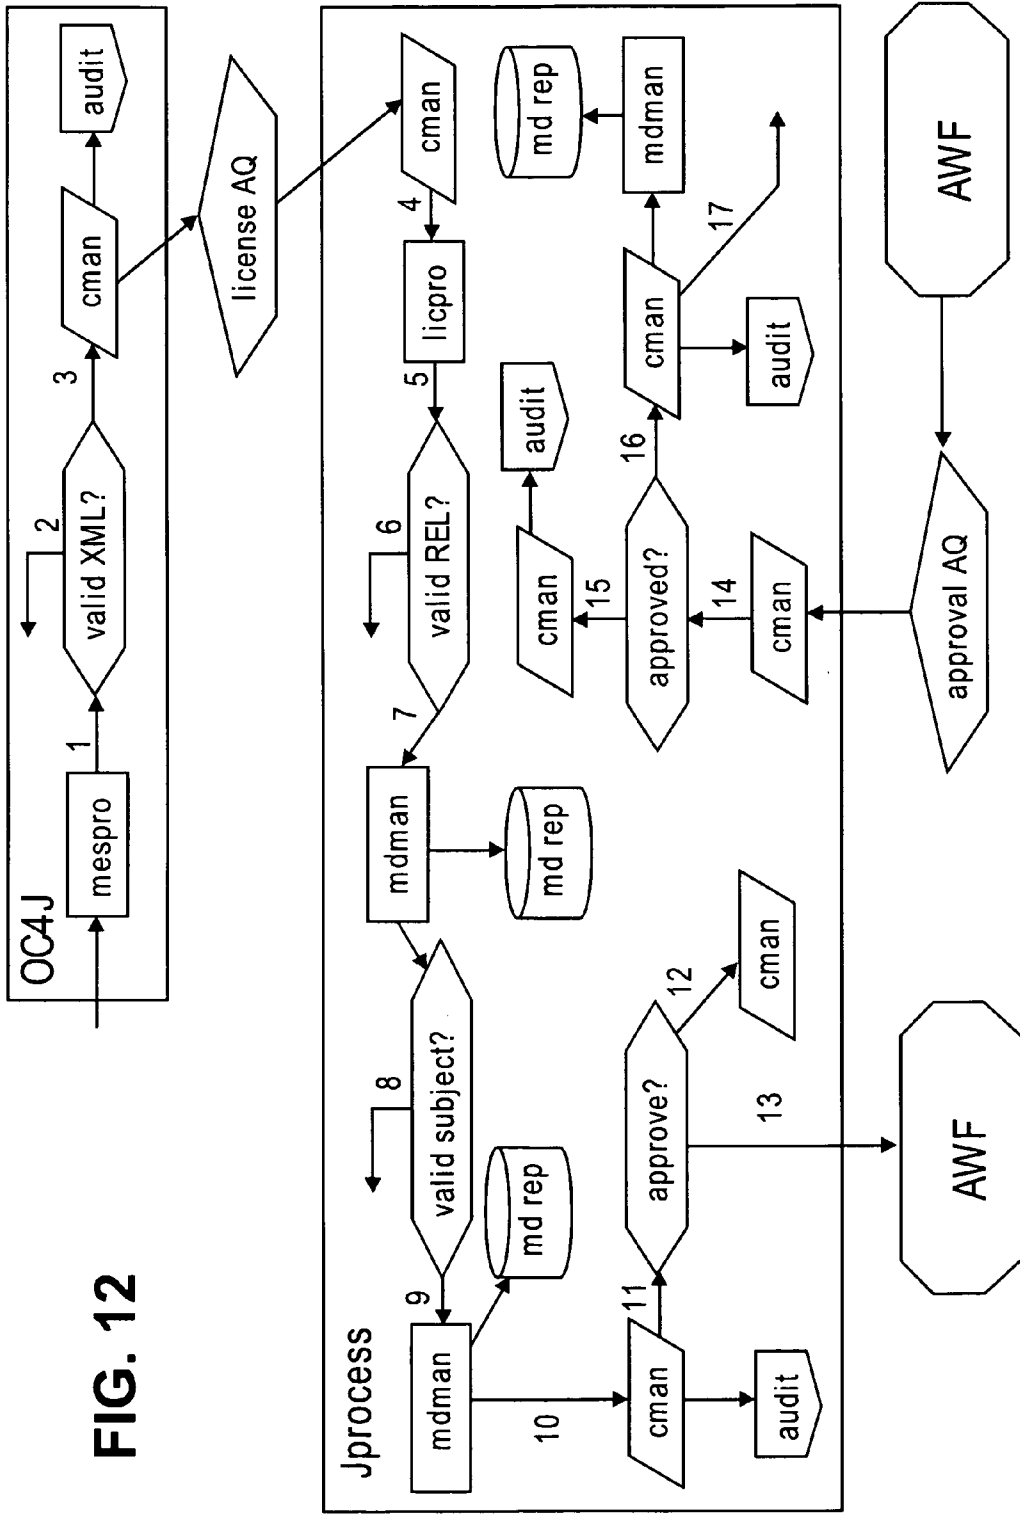 FIG. 12
OC4J
mespro
1
valid XML?
2
3
cman
audit
license AQ
Jprocess
cman
4
licpro
5
valid REL?
6
7
mdman
md rep
valid subject?
8
9
mdman
md rep
10
cman
audit
11
approve?
12
cman
13
AWF
AWF
approval AQ
cman
14
approved?
15
cman
audit
16
cman
audit
17
mdman
md rep